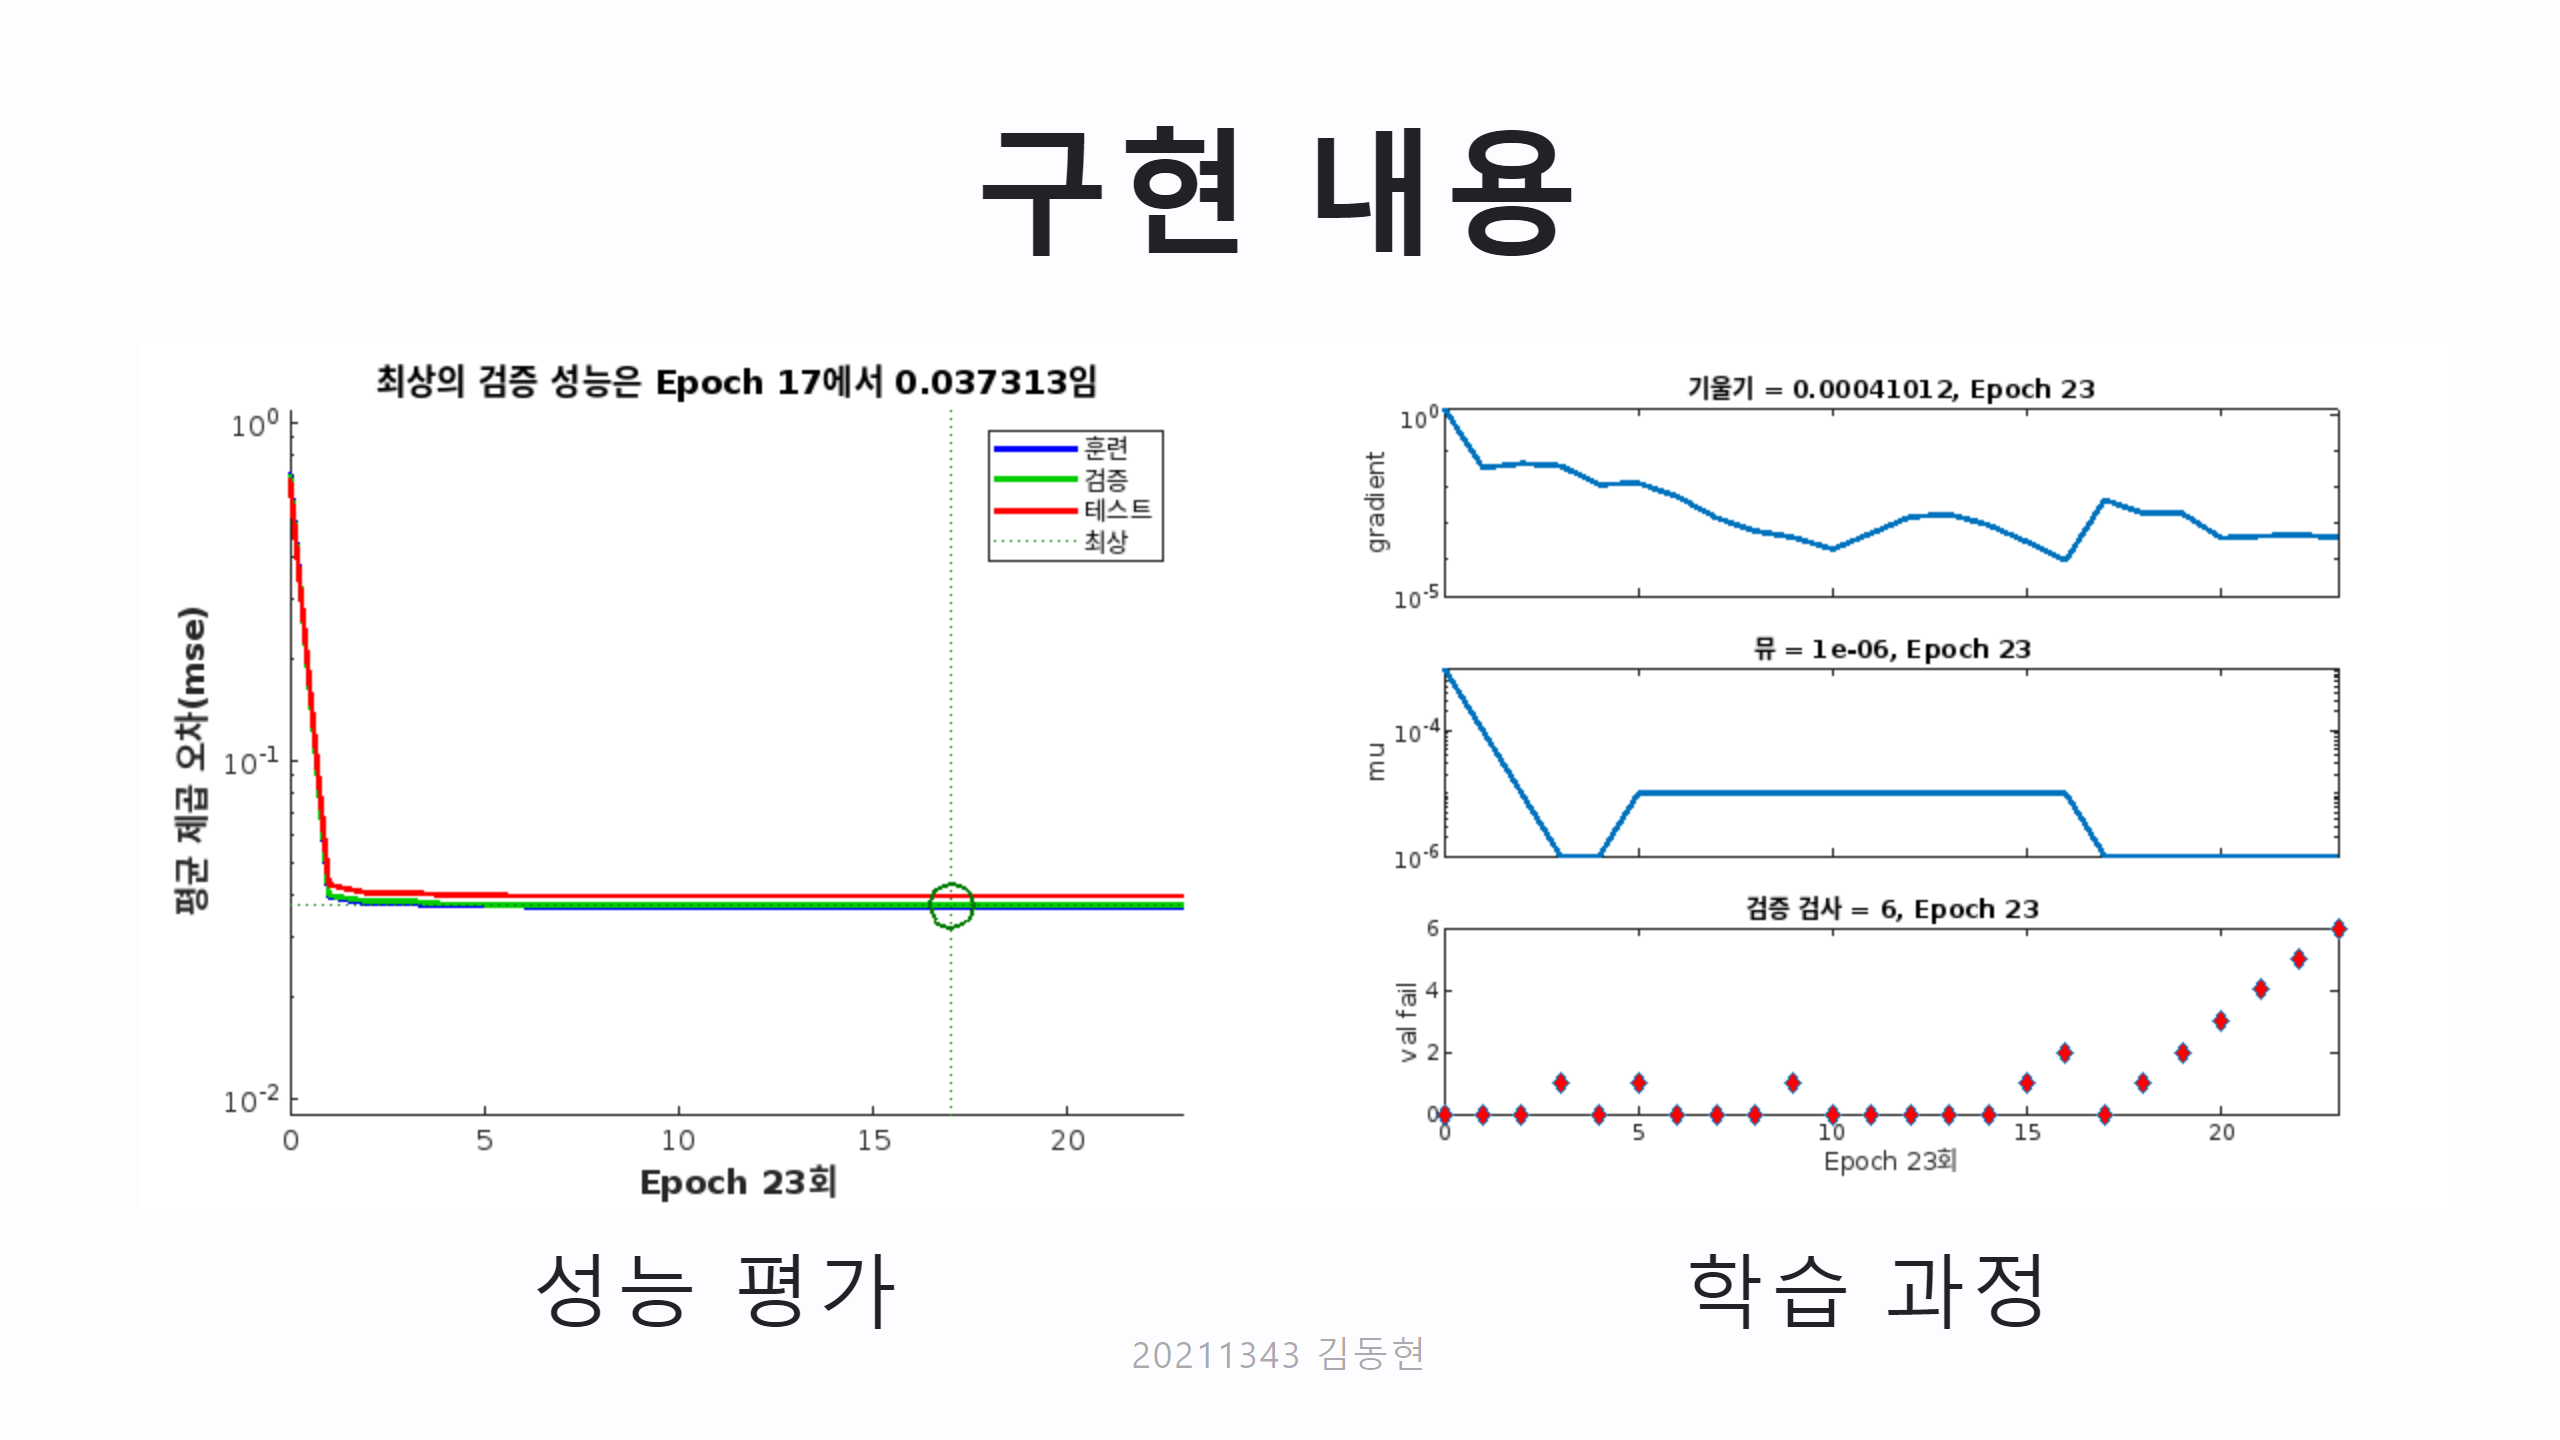 구현 내용
최상의 검증 성능은 Epoch 17에서 0.037313임
평균 제곱 오차(mse)
10^0
10^-1
10^-2
훈련
검증
테스트
최상
0 5 10 15 20
Epoch 23회
성능 평가
기울기 = 0.00041012, Epoch 23
gradient
10^0
10^-5
뮤 = 1e-06, Epoch 23
mu
10^-4
10^-6
검증 검사 = 6, Epoch 23
val fail
6
4
2
0
0 5 10 15 20
Epoch 23회
학습 과정
20211343 김동현